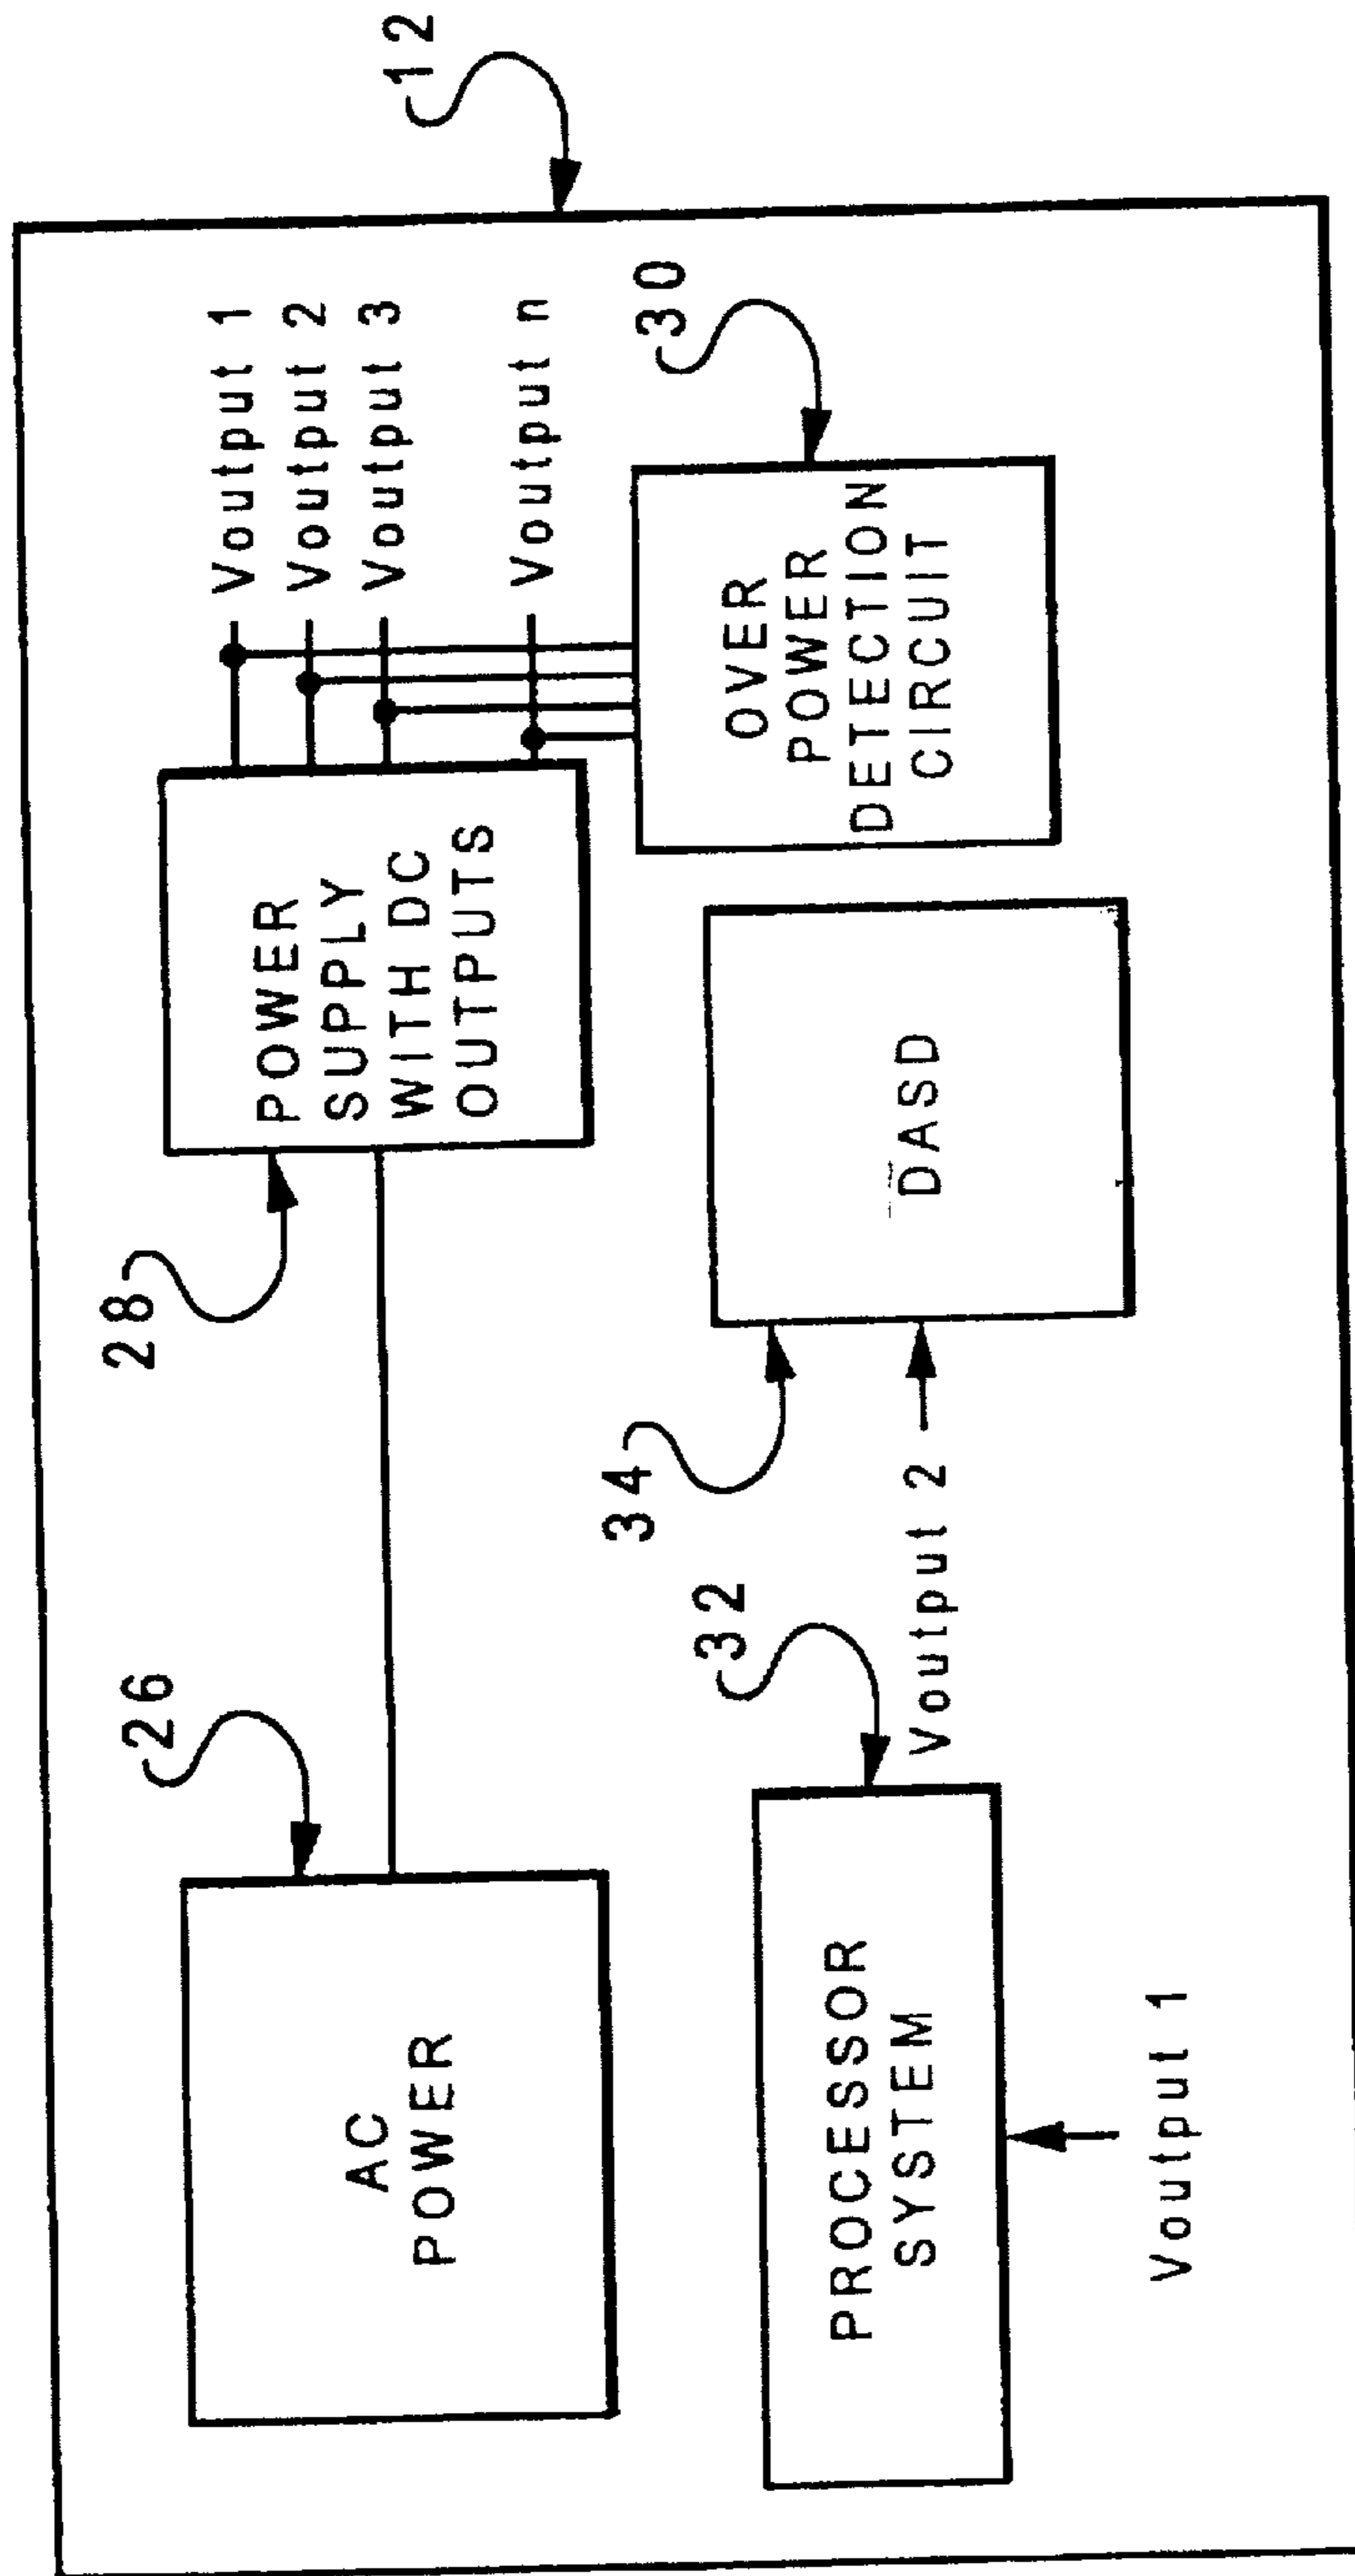 12
26
AC
POWER
28
POWER
SUPPLY
WITH DC
OUTPUTS
Voutput 1
Voutput 2
Voutput 3
Voutput n
30
OVER
POWER
DETECTION
CIRCUIT
32
PROCESSOR
SYSTEM
Voutput 1
34
DASD
Voutput 2